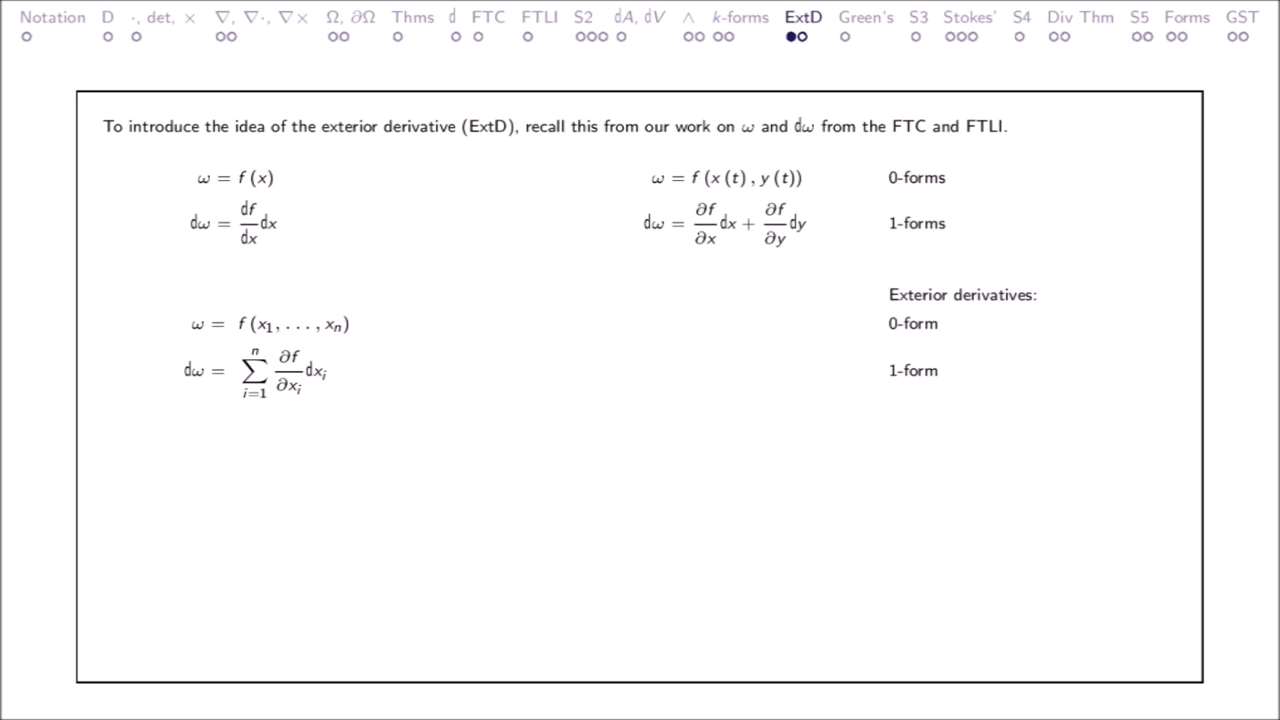 Notation D ·, det, × ∇, ∇·, ∇× Ω, ∂Ω Thms d FTC FTLI S2 dA, dV ∧ k-forms ExtD Green's S3 Stokes' S4 Div Thm S5 Forms GST
To introduce the idea of the exterior derivative (ExtD), recall this from our work on ω and dω from the FTC and FTLI.
ω = f (x) ω = f (x (t) , y (t)) 0-forms
dω = df/dx dx dω = ∂f/∂x dx + ∂f/∂y dy 1-forms
Exterior derivatives:
ω = f (x₁, . . . , xₙ) 0-form
dω = ∑ᵢ₌₁ⁿ ∂f/∂xᵢ dxᵢ 1-form